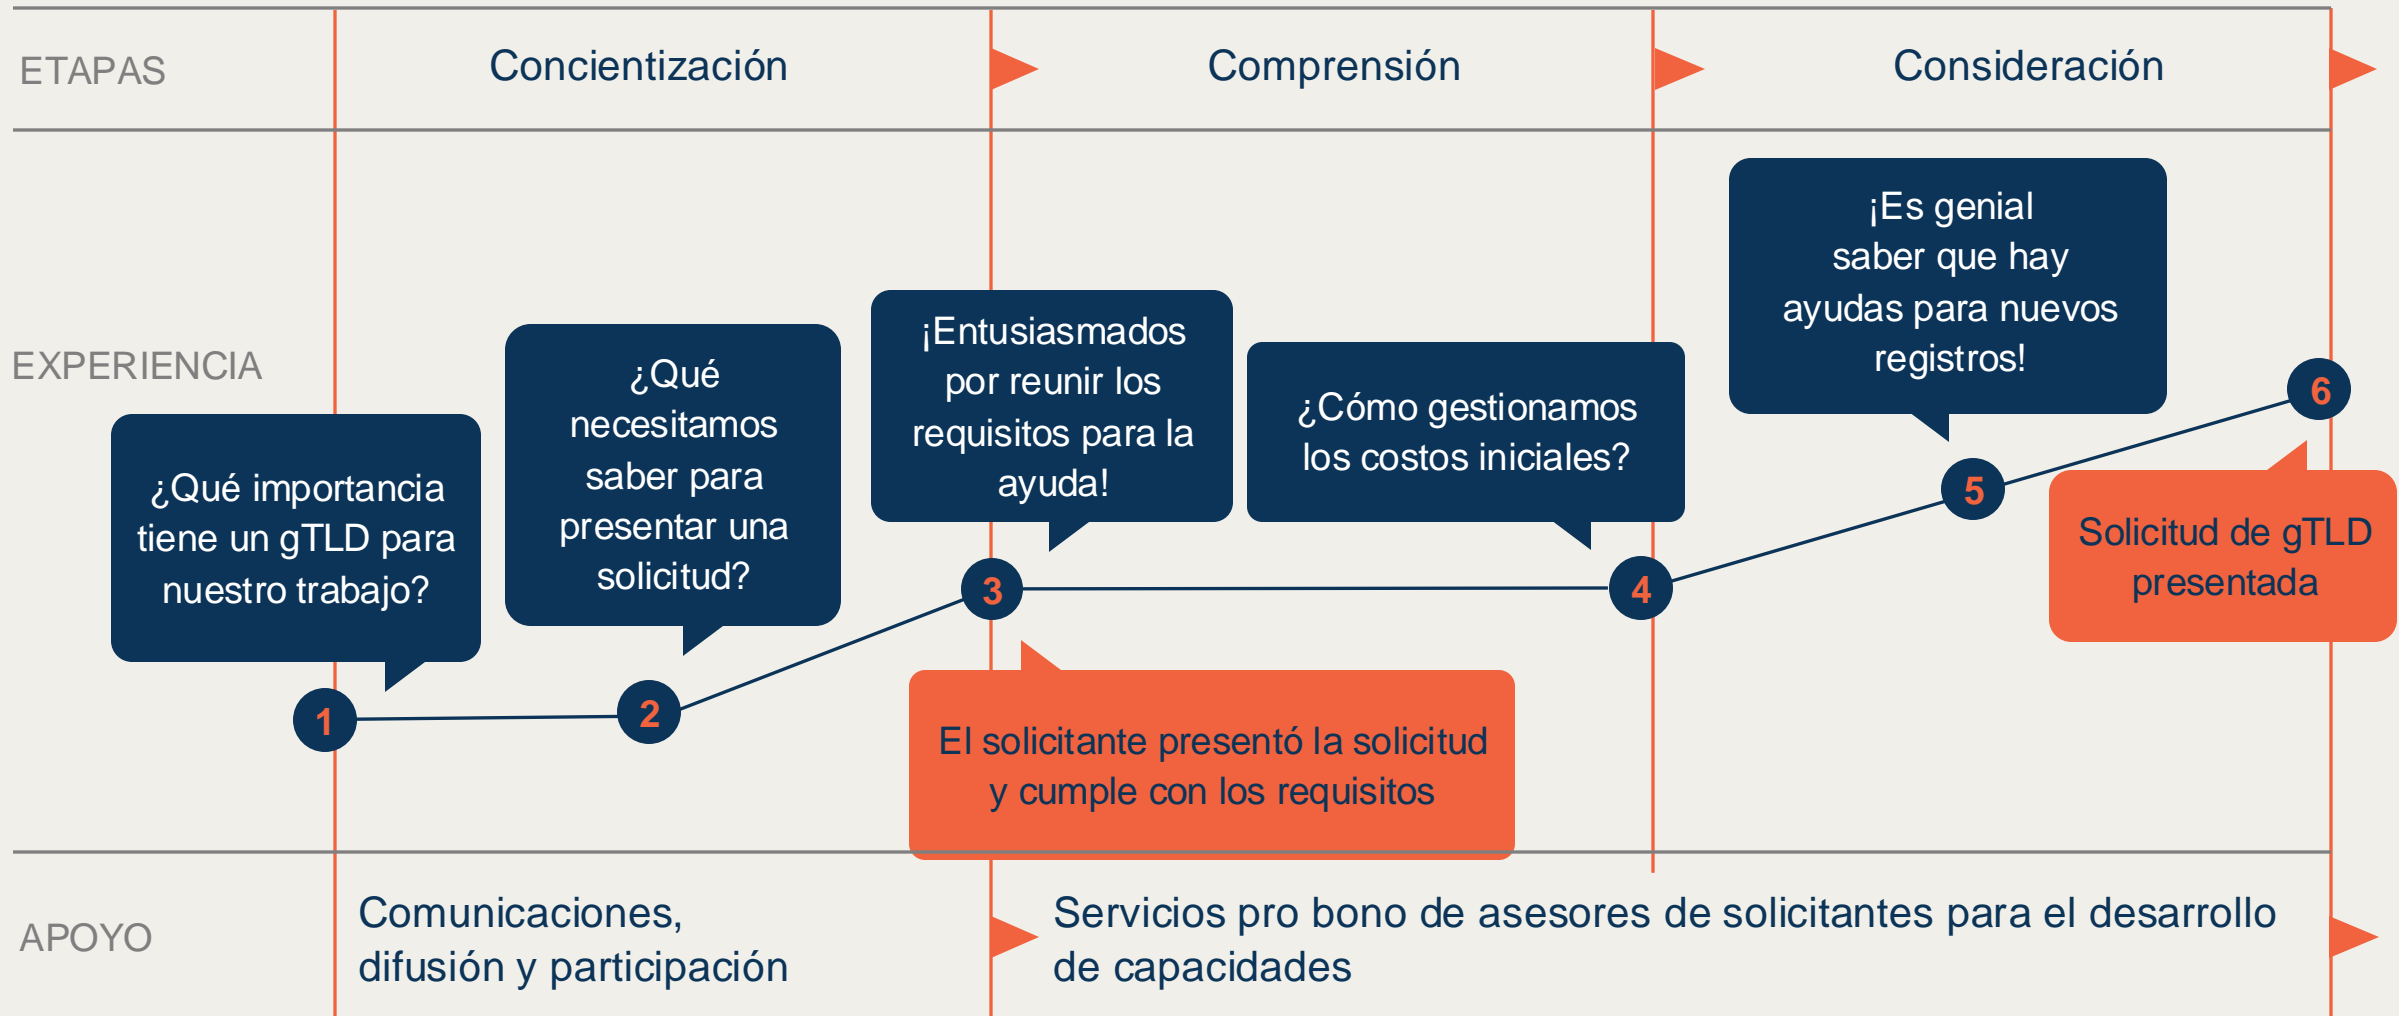 ETAPAS
Concientización
Comprensión
Consideración
EXPERIENCIA
¿Qué importancia
tiene un gTLD para
nuestro trabajo?
1
¿Qué
necesitamos
saber para
presentar una
solicitud?
2
¡Entusiasmados
por reunir los
requisitos para la
ayuda!
3
El solicitante presentó la solicitud
y cumple con los requisitos
¿Cómo gestionamos
los costos iniciales?
4
¡Es genial
saber que hay
ayudas para nuevos
registros!
5
6
Solicitud de gTLD
presentada
APOYO
Comunicaciones,
difusión y participación
Servicios pro bono de asesores de solicitantes para el desarrollo
de capacidades